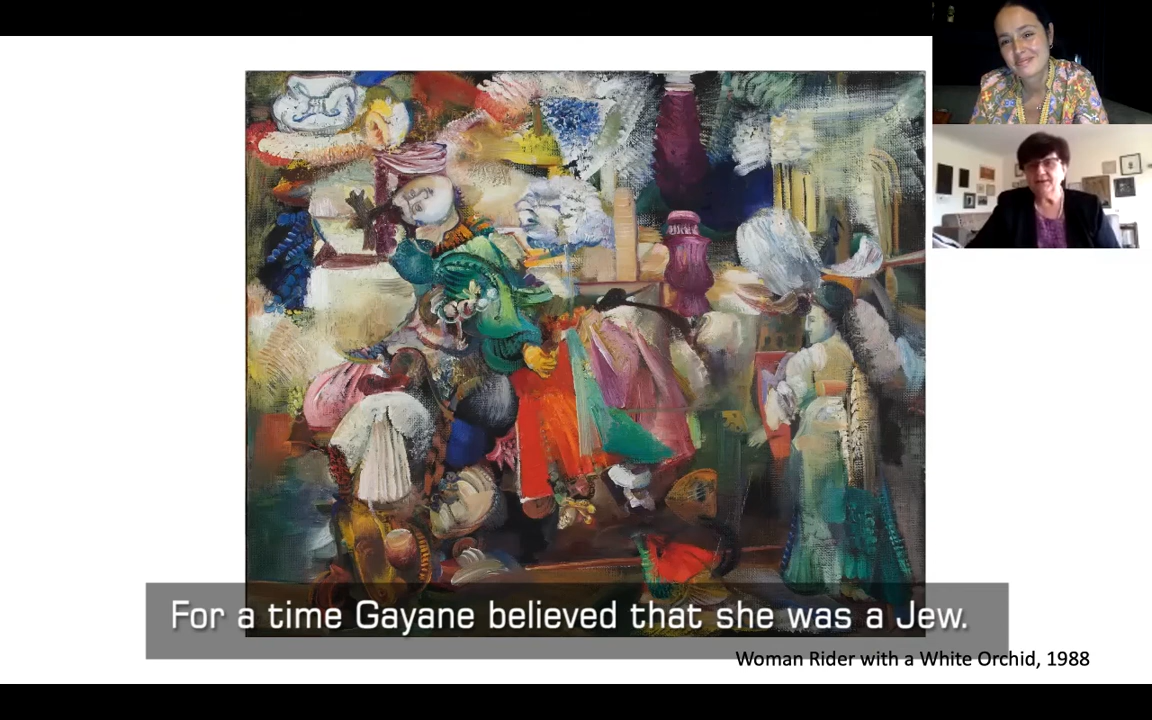 For a time Gayane believed that she was a Jew.
Woman Rider with a White Orchid, 1988